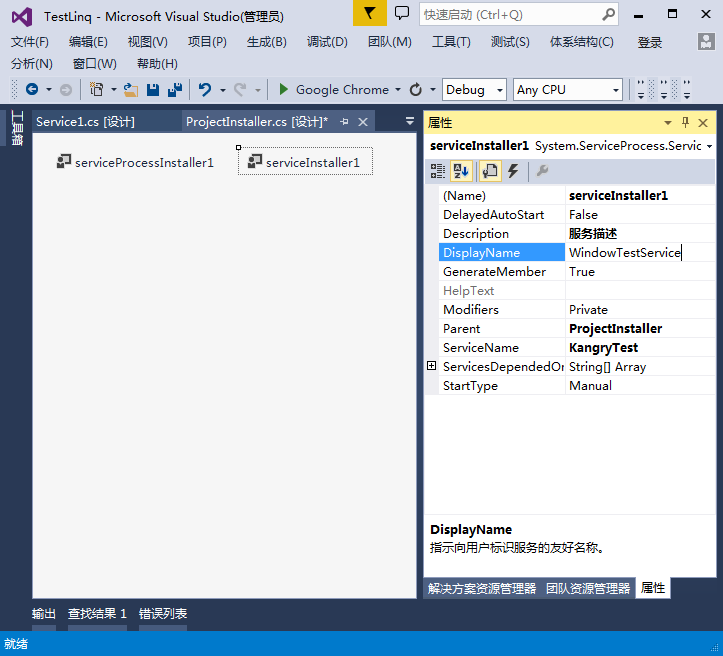 TestLinq - Microsoft Visual Studio(管理员)
快速启动 (Ctrl+Q)
文件(F) 编辑(E) 视图(V) 项目(P) 生成(B) 调试(D) 团队(M) 工具(T) 测试(S) 体系结构(C) 登录
分析(N) 窗口(W) 帮助(H)
Google Chrome Debug Any CPU
工具箱
Service1.cs [设计] ProjectInstaller.cs [设计]*
serviceProcessInstaller1 serviceInstaller1
属性
serviceInstaller1 System.ServiceProcess.Servic
(Name) serviceInstaller1
DelayedAutoStart False
Description 服务描述
DisplayName WindowTestService
GenerateMember True
HelpText
Modifiers Private
Parent ProjectInstaller
ServiceName KangryTest
ServicesDependedOn String[] Array
StartType Manual
DisplayName
指示向用户标识服务的友好名称。
解决方案资源管理器 团队资源管理器 属性
输出 查找结果 1 错误列表
就绪